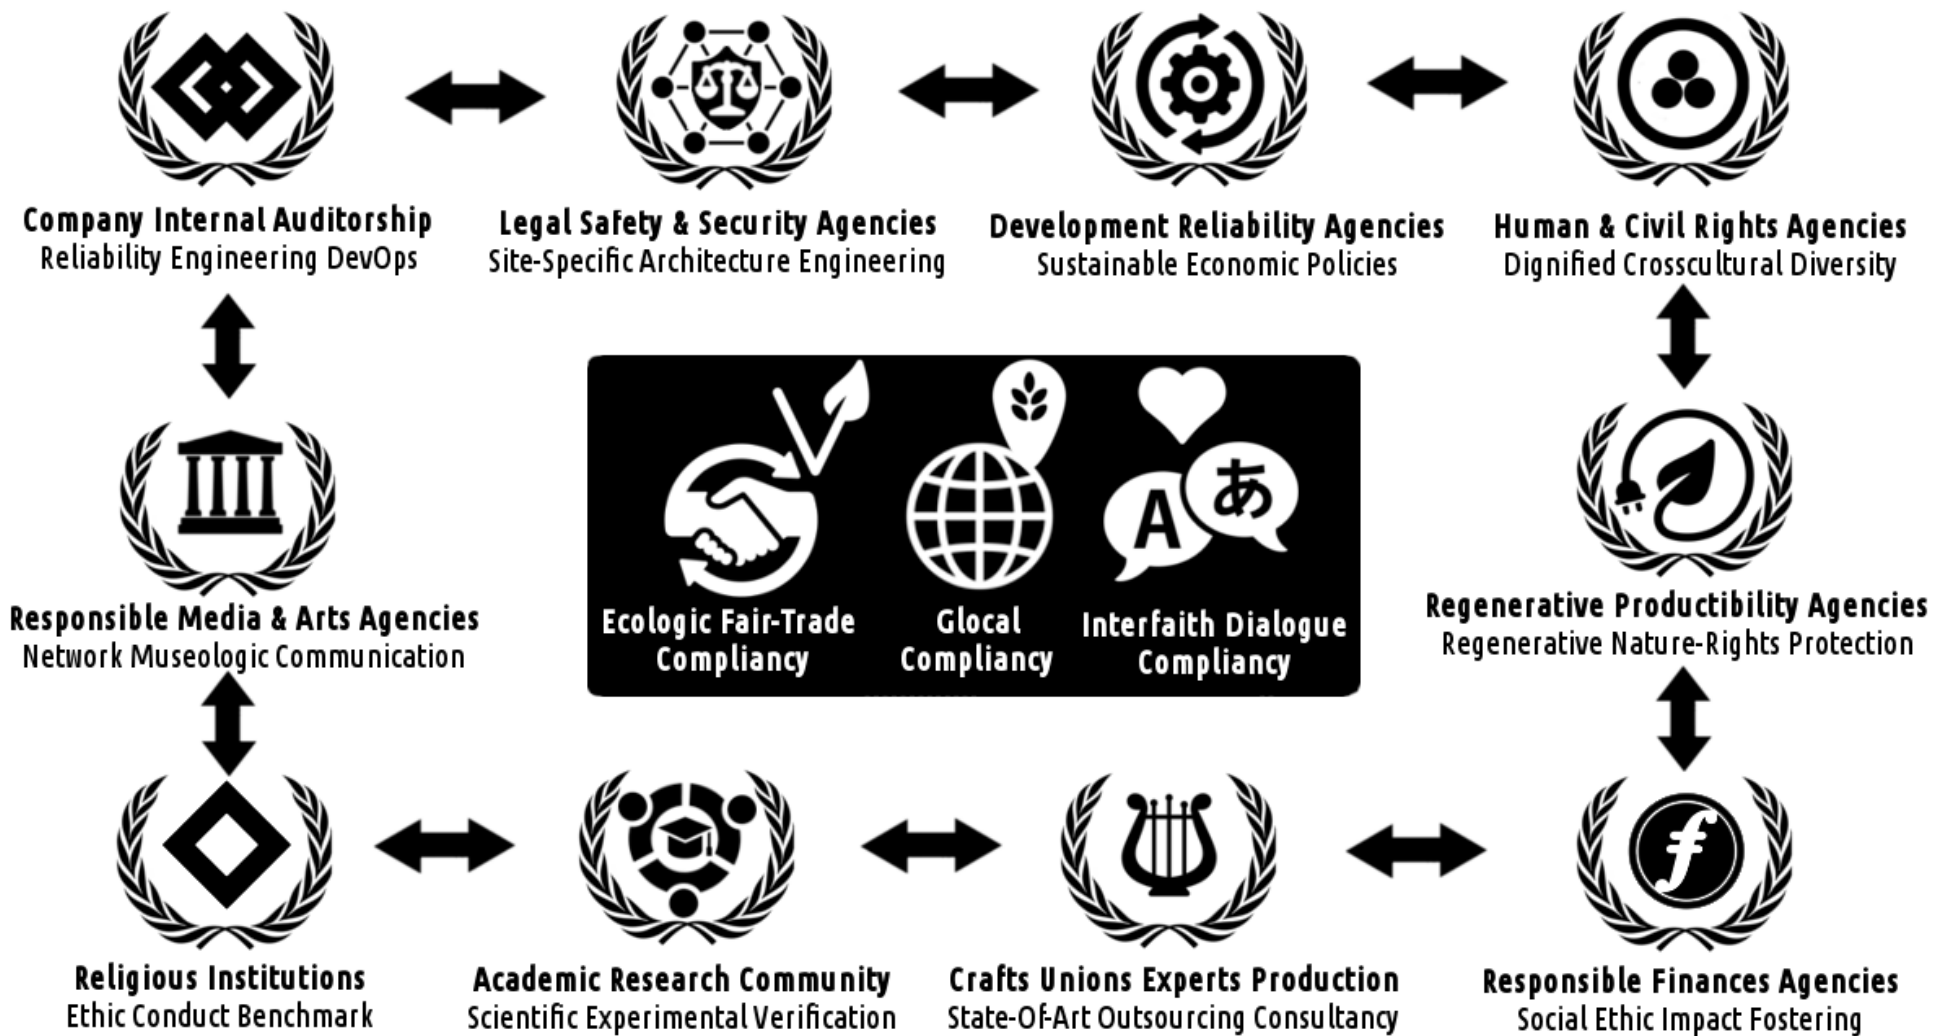 Company Internal Auditorship
Reliability Engineering DevOps
Legal Safety & Security Agencies
Site-Specific Architecture Engineering
Development Reliability Agencies
Sustainable Economic Policies
Human & Civil Rights Agencies
Dignified Crosscultural Diversity
A
あ
Responsible Media & Arts Agencies
Network Museologic Communication
Ecologic Fair-Trade
Compliancy
Glocal
Compliancy
Interfaith Dialogue
Compliancy
Regenerative Productibility Agencies
Regenerative Nature-Rights Protection
Religious Institutions
Ethic Conduct Benchmark
Academic Research Community
Scientific Experimental Verification
Crafts Unions Experts Production
State-Of-Art Outsourcing Consultancy
Responsible Finances Agencies
Social Ethic Impact Fostering